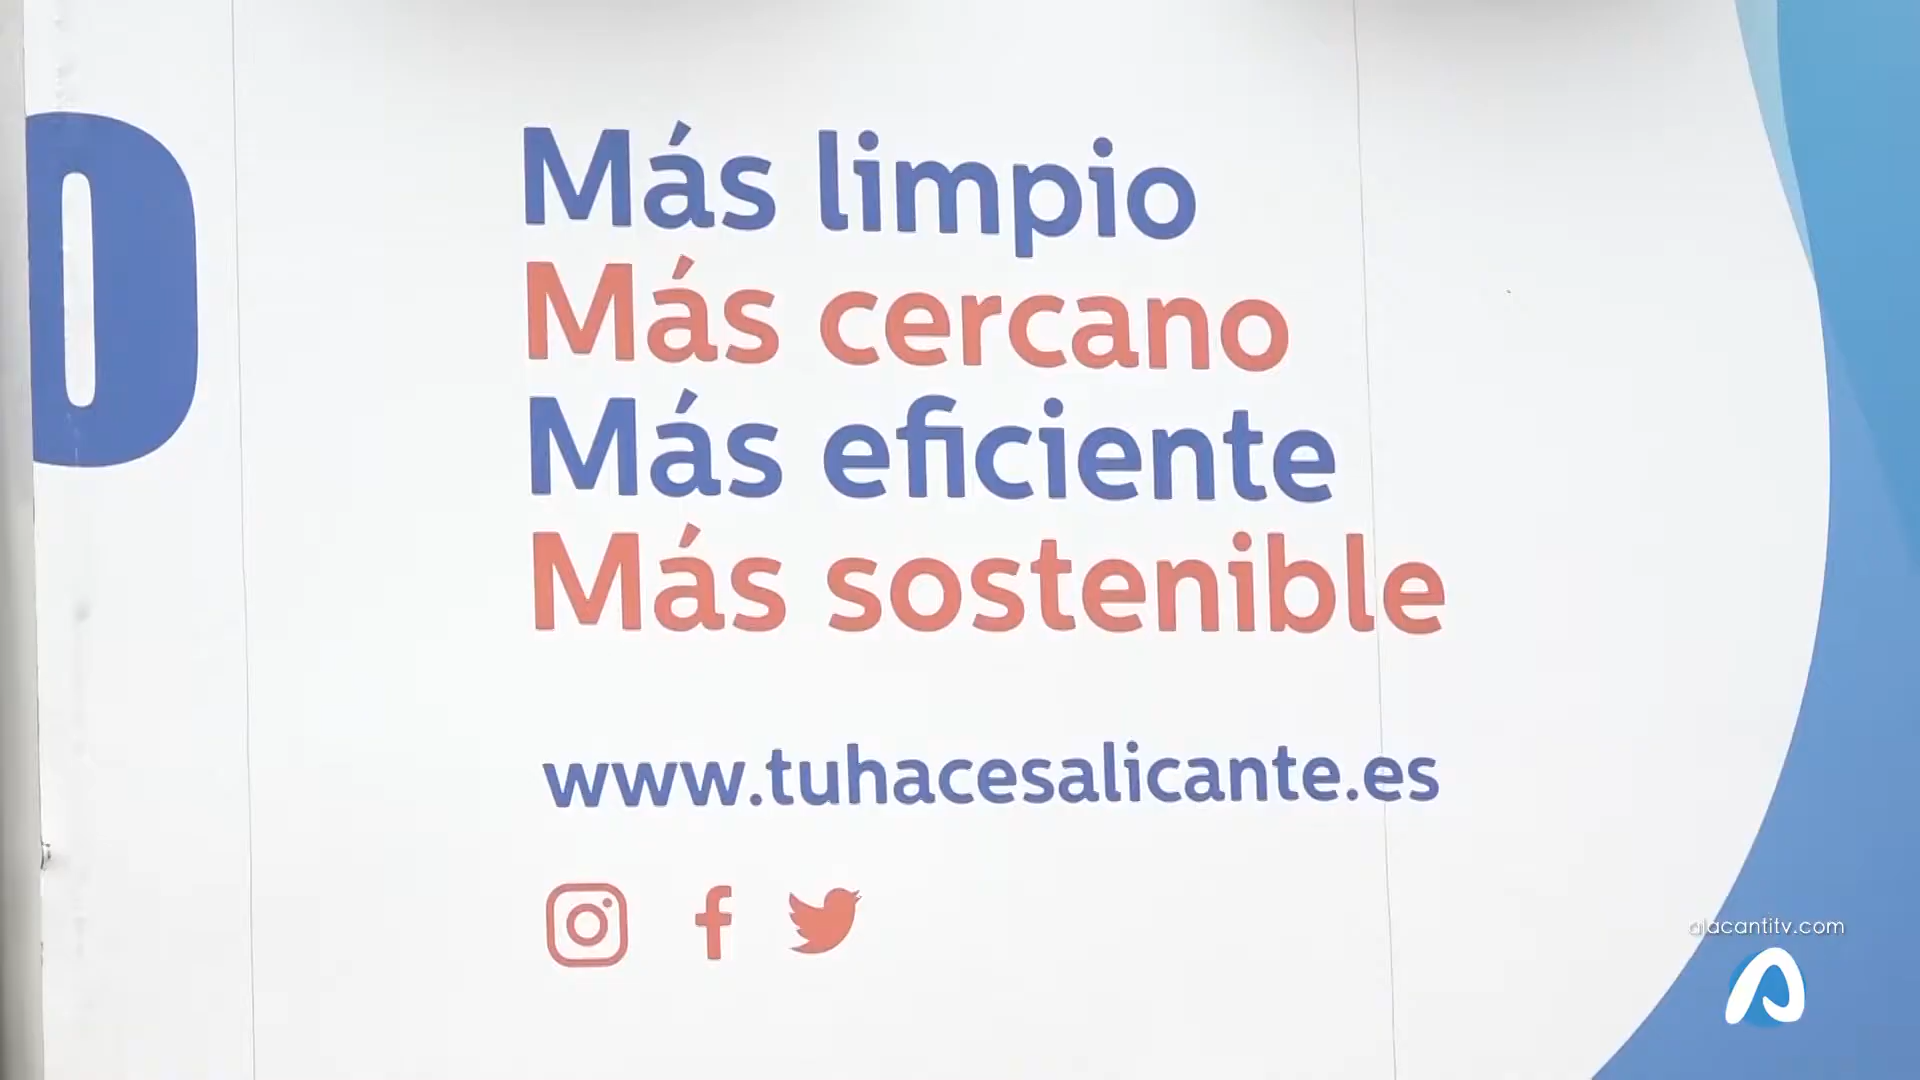 D
Más limpio
Más cercano
Más eficiente
Más sostenible
www.tuhacesalicante.es
alacantitv.com